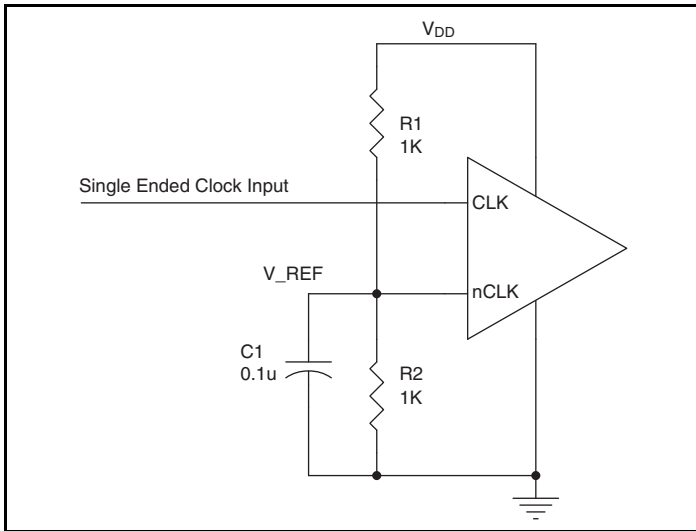 VDD
R1
1K
Single Ended Clock Input
CLK
V_REF
nCLK
C1
0.1u
R2
1K